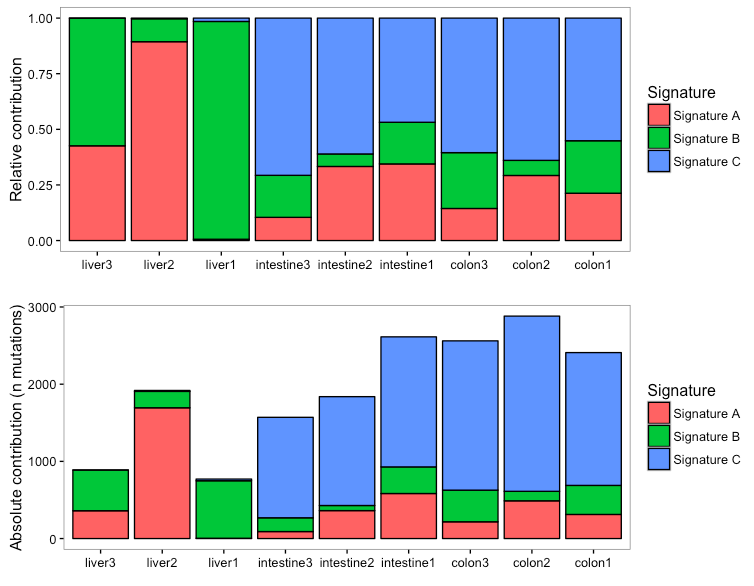 Relative contribution
1.00
0.75
0.50
0.25
0.00
liver3 liver2 liver1 intestine3 intestine2 intestine1 colon3 colon2 colon1
Signature
Signature A
Signature B
Signature C
Absolute contribution (n mutations)
3000
2000
1000
0
liver3 liver2 liver1 intestine3 intestine2 intestine1 colon3 colon2 colon1
Signature
Signature A
Signature B
Signature C